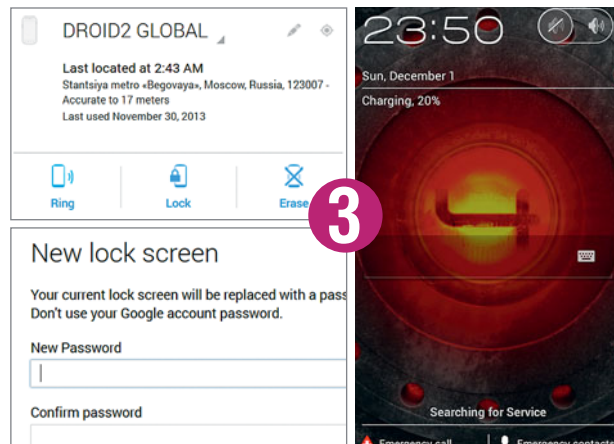 DROID2 GLOBAL
Last located at 2:43 AM
Stantsiya metro «Begovaya», Moscow, Russia, 123007 -
Accurate to 17 meters
Last used November 30, 2013
Ring
Lock
Erase
New lock screen
Your current lock screen will be replaced with a pass
Don't use your Google account password.
New Password
Confirm password
3
23:50
Sun, December 1
Charging, 20%
Searching for Service
Emergency call
Emergency contacts